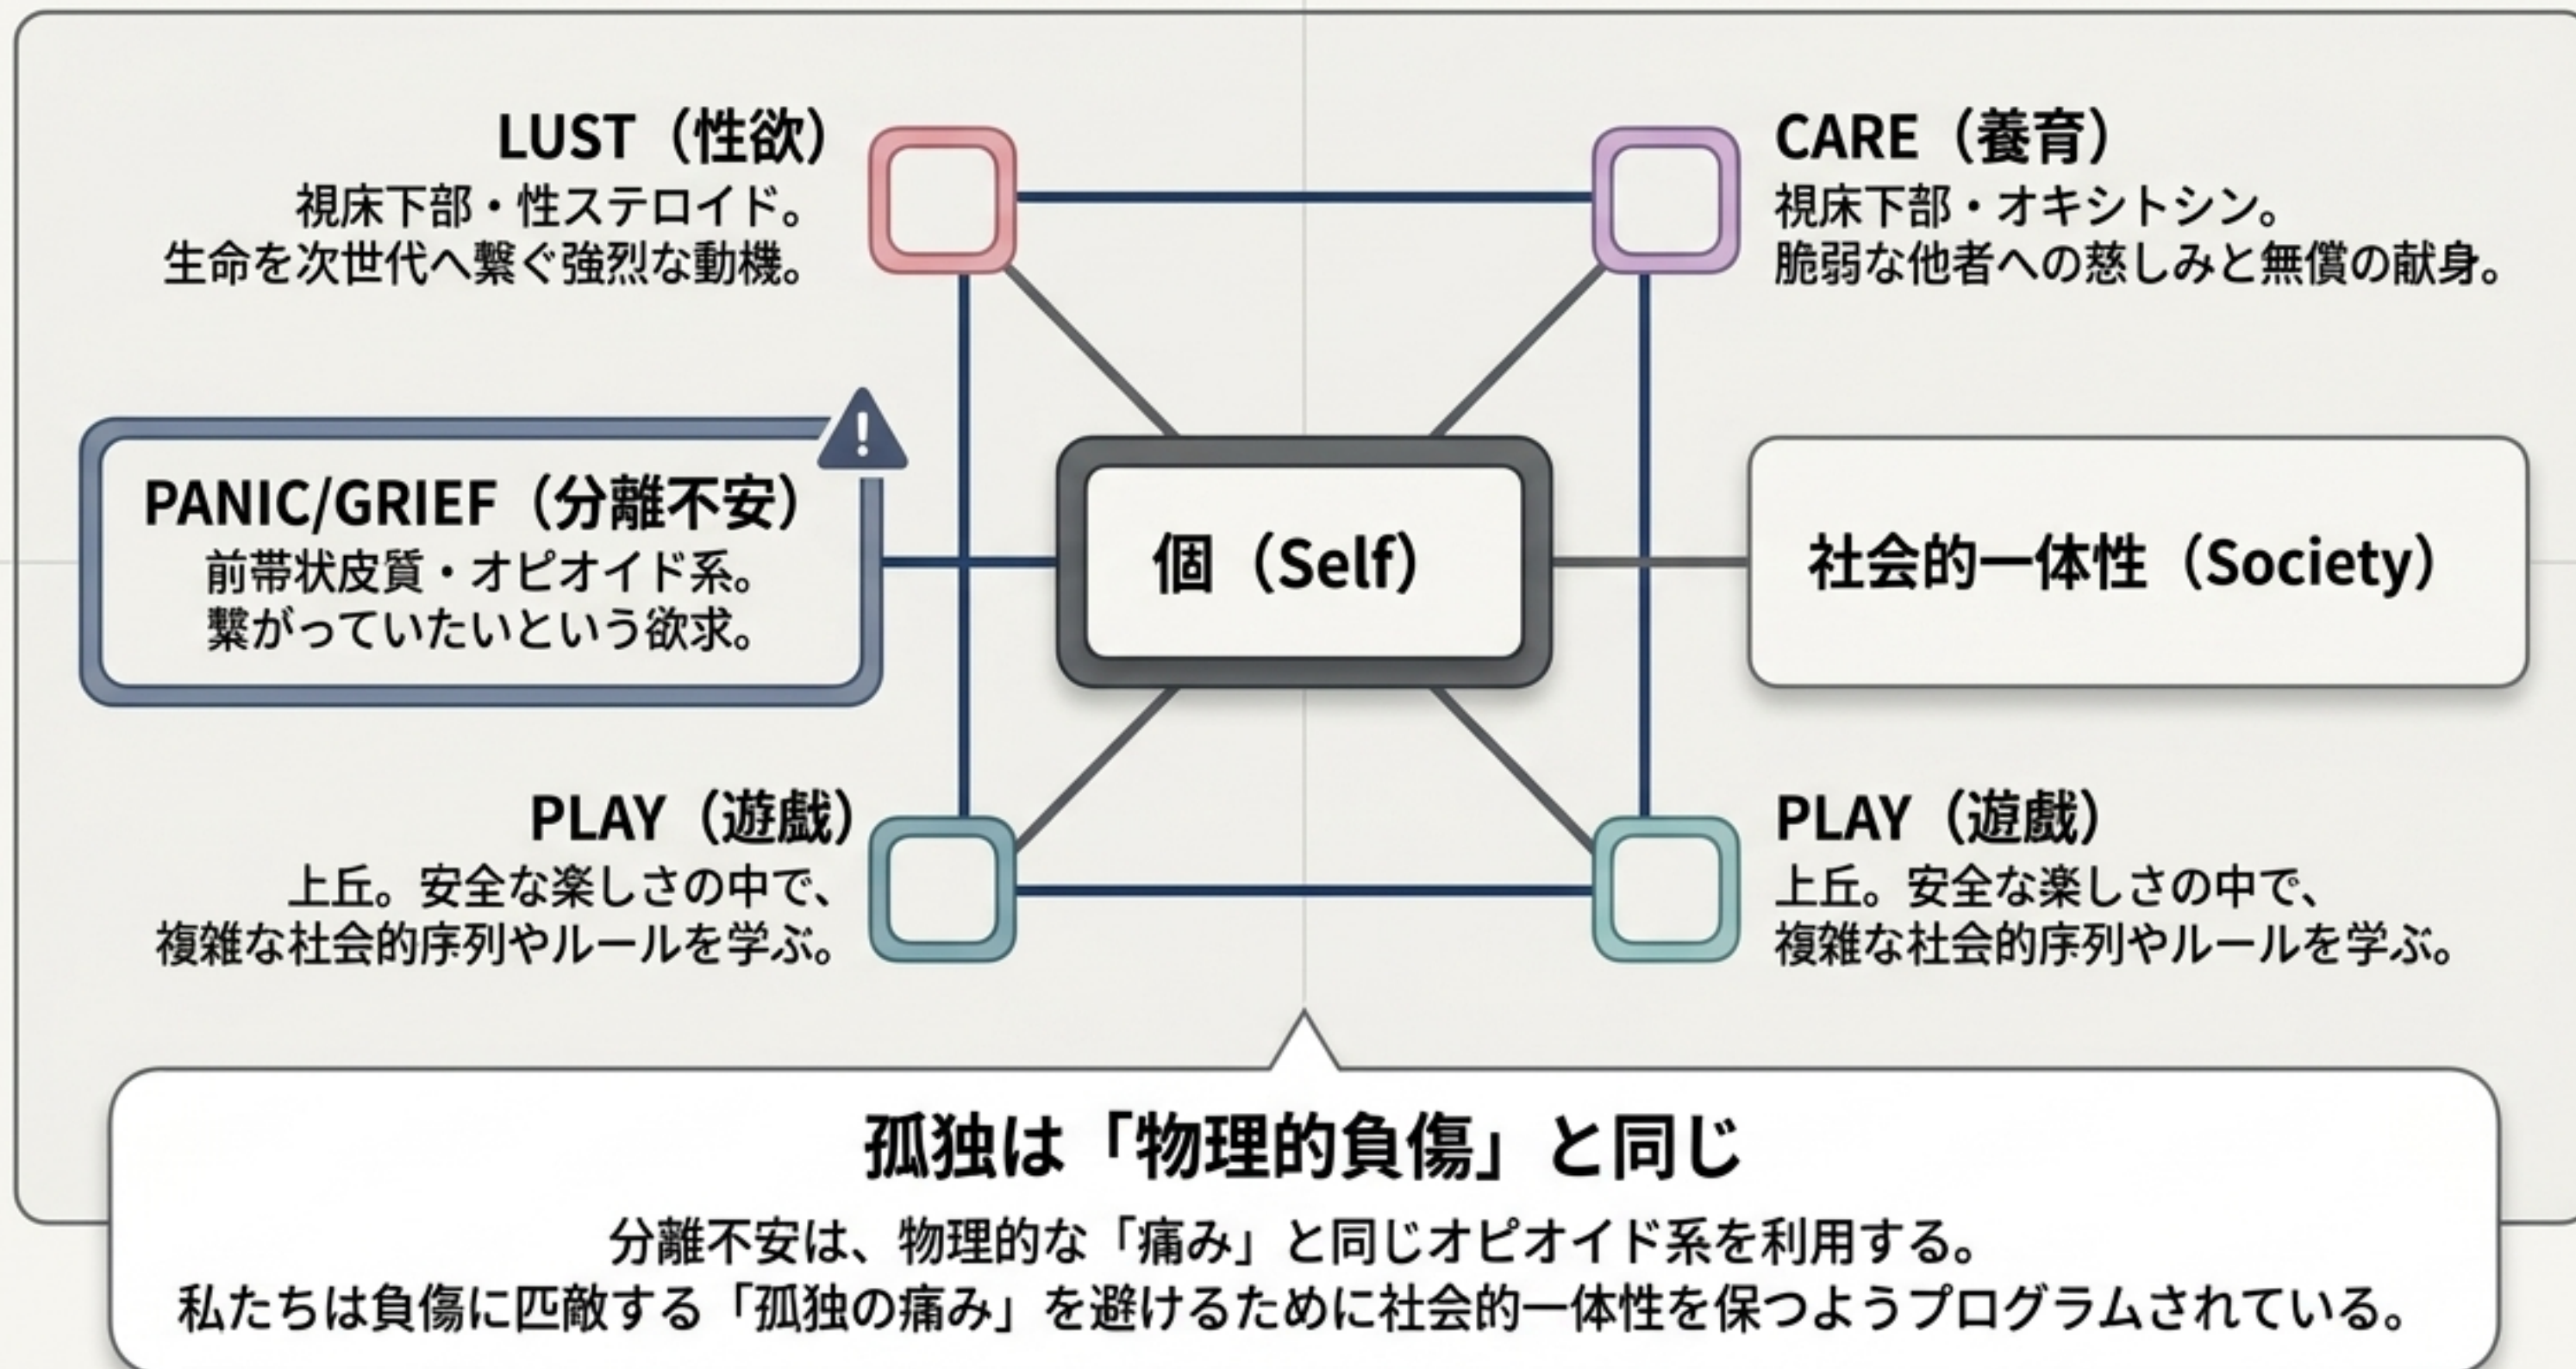 LUST（性欲）
視床下部・性ステロイド。
生命を次世代へ繋ぐ強烈な動機。
CARE（養育）
視床下部・オキシトシン。
脆弱な他者への慈しみと無償の献身。
PANIC/GRIEF（分離不安）
前帯状皮質・オピオイド系。
繋がっていたいという欲求。
個（Self）
社会的一体性（Society）
PLAY（遊戯）
上丘。安全な楽しさの中で、
複雑な社会的序列やルールを学ぶ。
PLAY（遊戯）
上丘。安全な楽しさの中で、
複雑な社会的序列やルールを学ぶ。
孤独は「物理的負傷」と同じ
分離不安は、物理的な「痛み」と同じオピオイド系を利用する。
私たちは負傷に匹敵する「孤独の痛み」を避けるために社会的一体性を保つようプログラムされている。